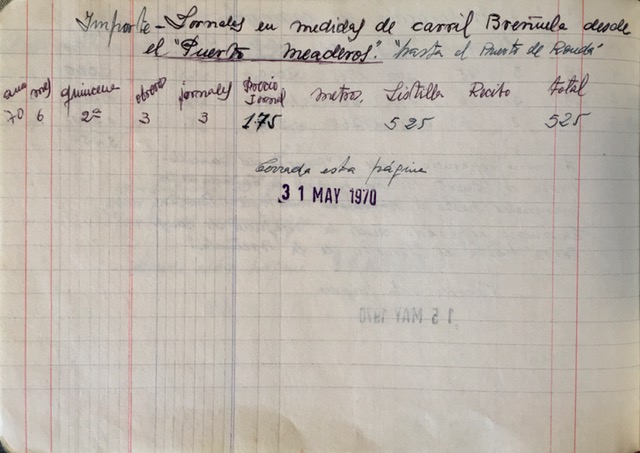 Importe - Jornales en medidas de carril Breñuela desde
el "Puerto Meaderos". "hasta el Puerto de Ronda"
año mes quincena obreros jornales Precio Jornal metros. Listilla Recibo total
70 6 2ª 3 3 175 525 525
Cerrada esta página
31 MAY 1970
15 MAY 1970